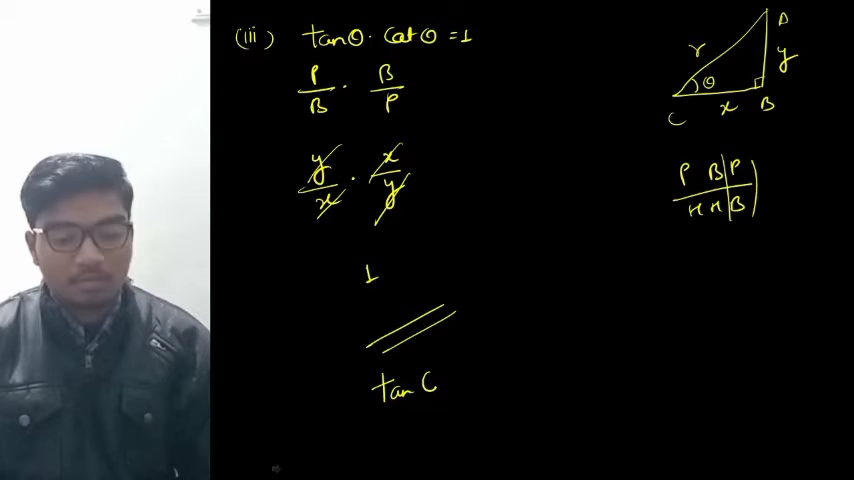 (iii) tanθ · Cotθ = 1
P/B · B/P
y/x · x/y
1
tan C
A
r
y
θ
C x B
P B P
H H B